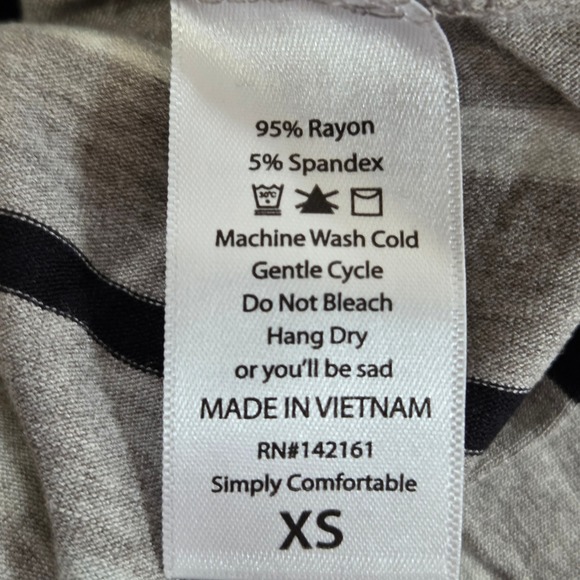 95% Rayon
5% Spandex
30°C
Machine Wash Cold
Gentle Cycle
Do Not Bleach
Hang Dry
or you'll be sad
MADE IN VIETNAM
RN#142161
Simply Comfortable
XS